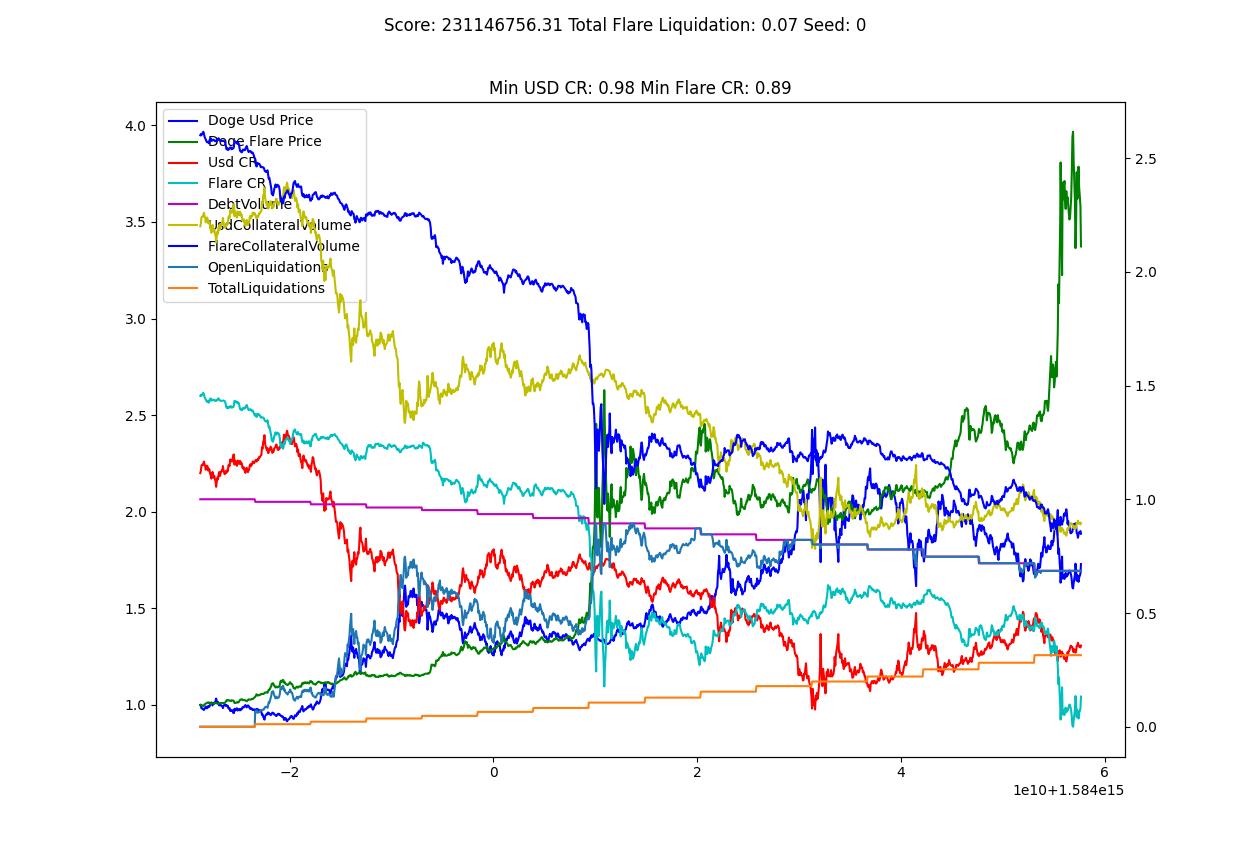 Score: 231146756.31 Total Flare Liquidation: 0.07 Seed: 0
Min USD CR: 0.98 Min Flare CR: 0.89
Doge Usd Price
Doge Flare Price
Usd CR
Flare CR
DebtVolume
UsdCollateralVolume
FlareCollateralVolume
OpenLiquidations
TotalLiquidations
4.0
3.5
3.0
2.5
2.0
1.5
1.0
2.5
2.0
1.5
1.0
0.5
0.0
−2
0
2
4
6
1e10+1.584e15